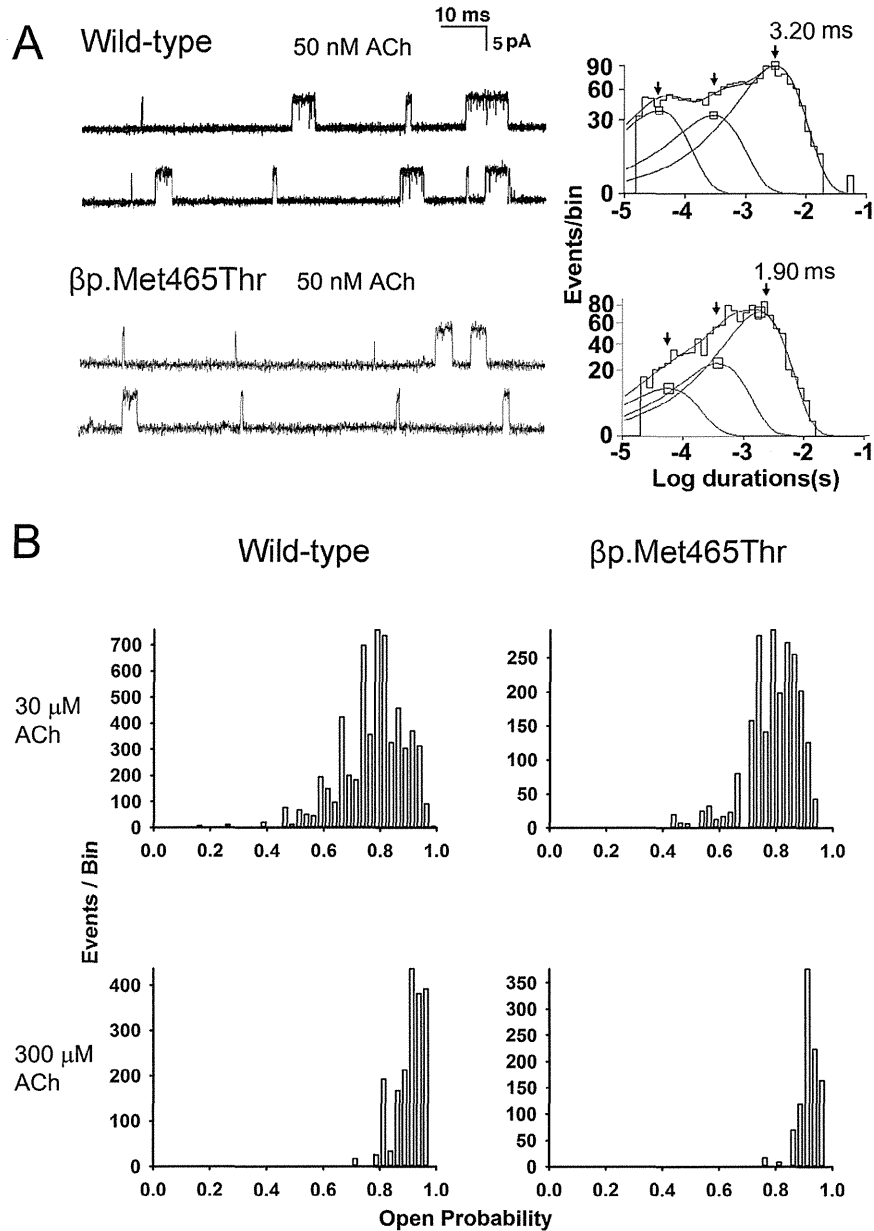 A
Wild-type
50 nM ACh
10 ms
5 pA
3.20 ms
90
60
30
0
-5 -4 -3 -2 -1
Events/bin
βp.Met465Thr
50 nM ACh
1.90 ms
80
60
40
20
0
-5 -4 -3 -2 -1
Log durations(s)
B
Wild-type
βp.Met465Thr
30 µM
ACh
700
600
500
400
300
200
100
0
0.0 0.2 0.4 0.6 0.8 1.0
250
200
150
100
50
0
0.0 0.2 0.4 0.6 0.8 1.0
Events / Bin
300 µM
ACh
400
300
200
100
0
0.0 0.2 0.4 0.6 0.8 1.0
350
300
250
200
150
100
50
0
0.0 0.2 0.4 0.6 0.8 1.0
Open Probability